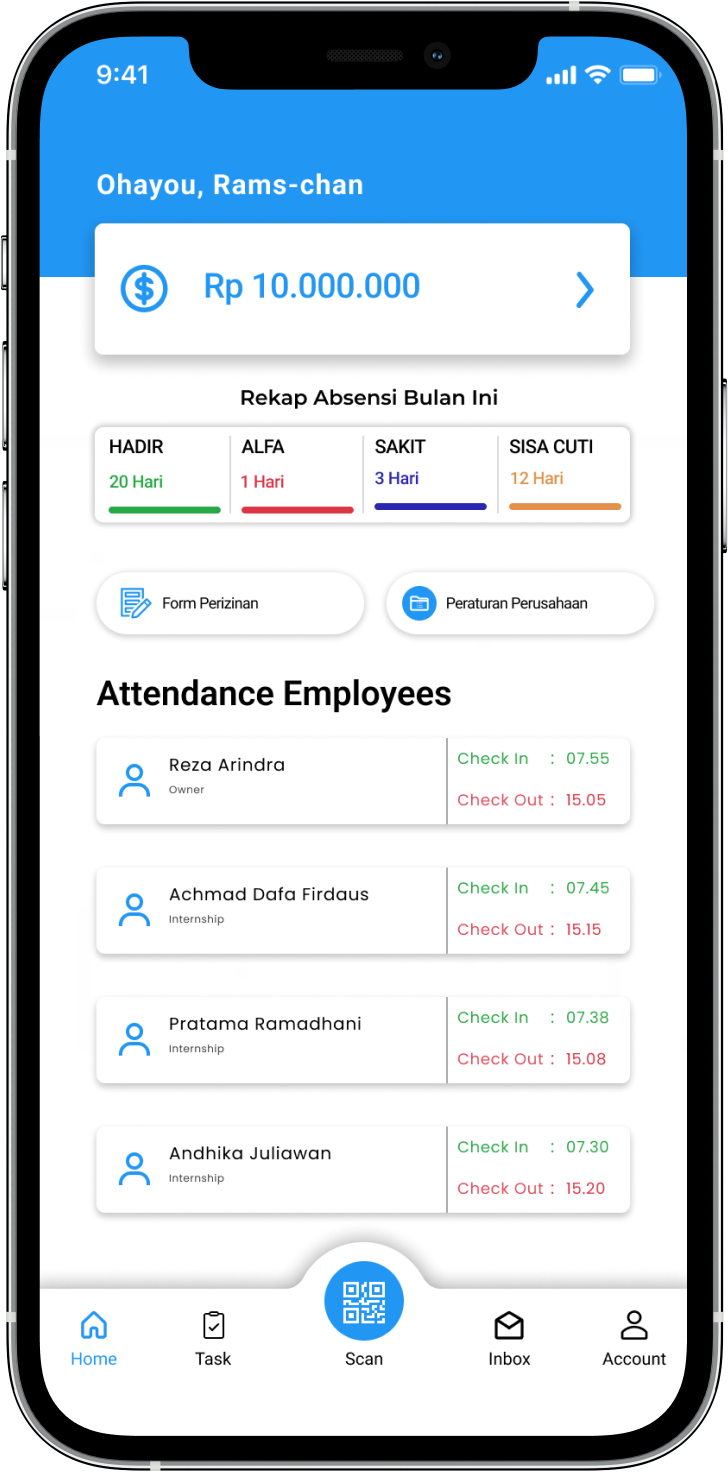 9:41
Ohayou, Rams-chan
Rp 10.000.000
Rekap Absensi Bulan Ini
HADIR ALFA SAKIT SISA CUTI
20 Hari 1 Hari 3 Hari 12 Hari
Form Perizinan Peraturan Perusahaan
Attendance Employees
Reza Arindra
Owner
Check In : 07.55
Check Out : 15.05
Achmad Dafa Firdaus
Internship
Check In : 07.45
Check Out : 15.15
Pratama Ramadhani
Internship
Check In : 07.38
Check Out : 15.08
Andhika Juliawan
Internship
Check In : 07.30
Check Out : 15.20
Home Task Scan Inbox Account